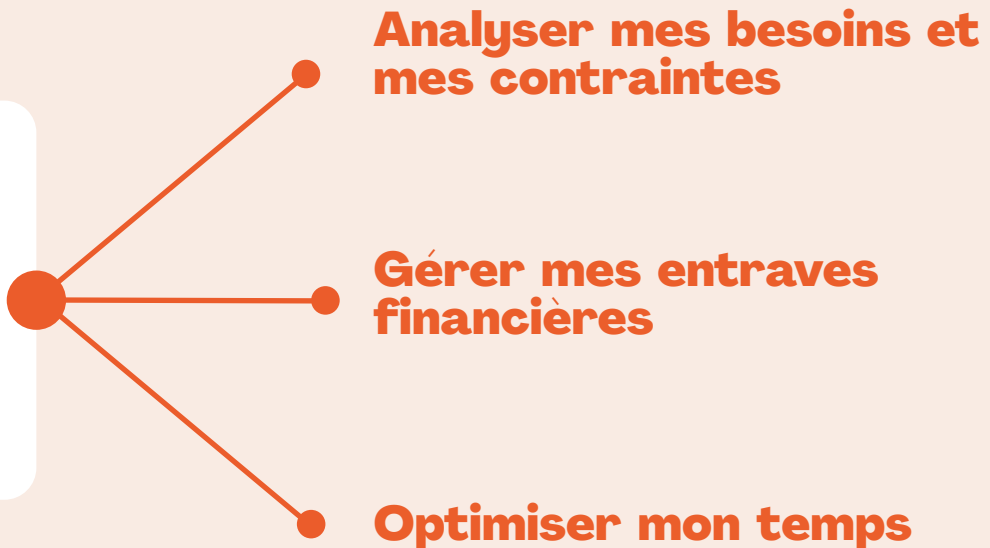 Analyser mes besoins et
mes contraintes
Gérer mes entraves
financières
Optimiser mon temps